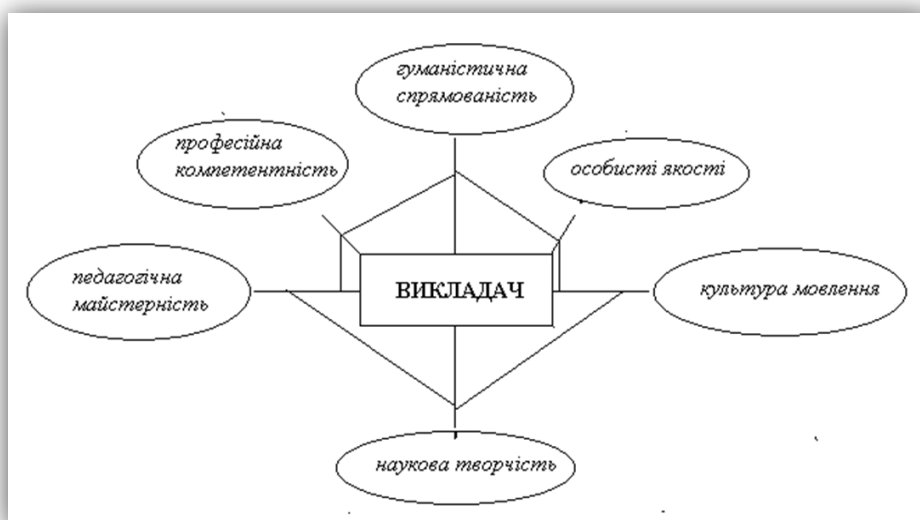 гуманістична
спрямованість
професійна
компетентність
особисті якості
педагогічна
майстерність
ВИКЛАДАЧ
культура мовлення
наукова творчість